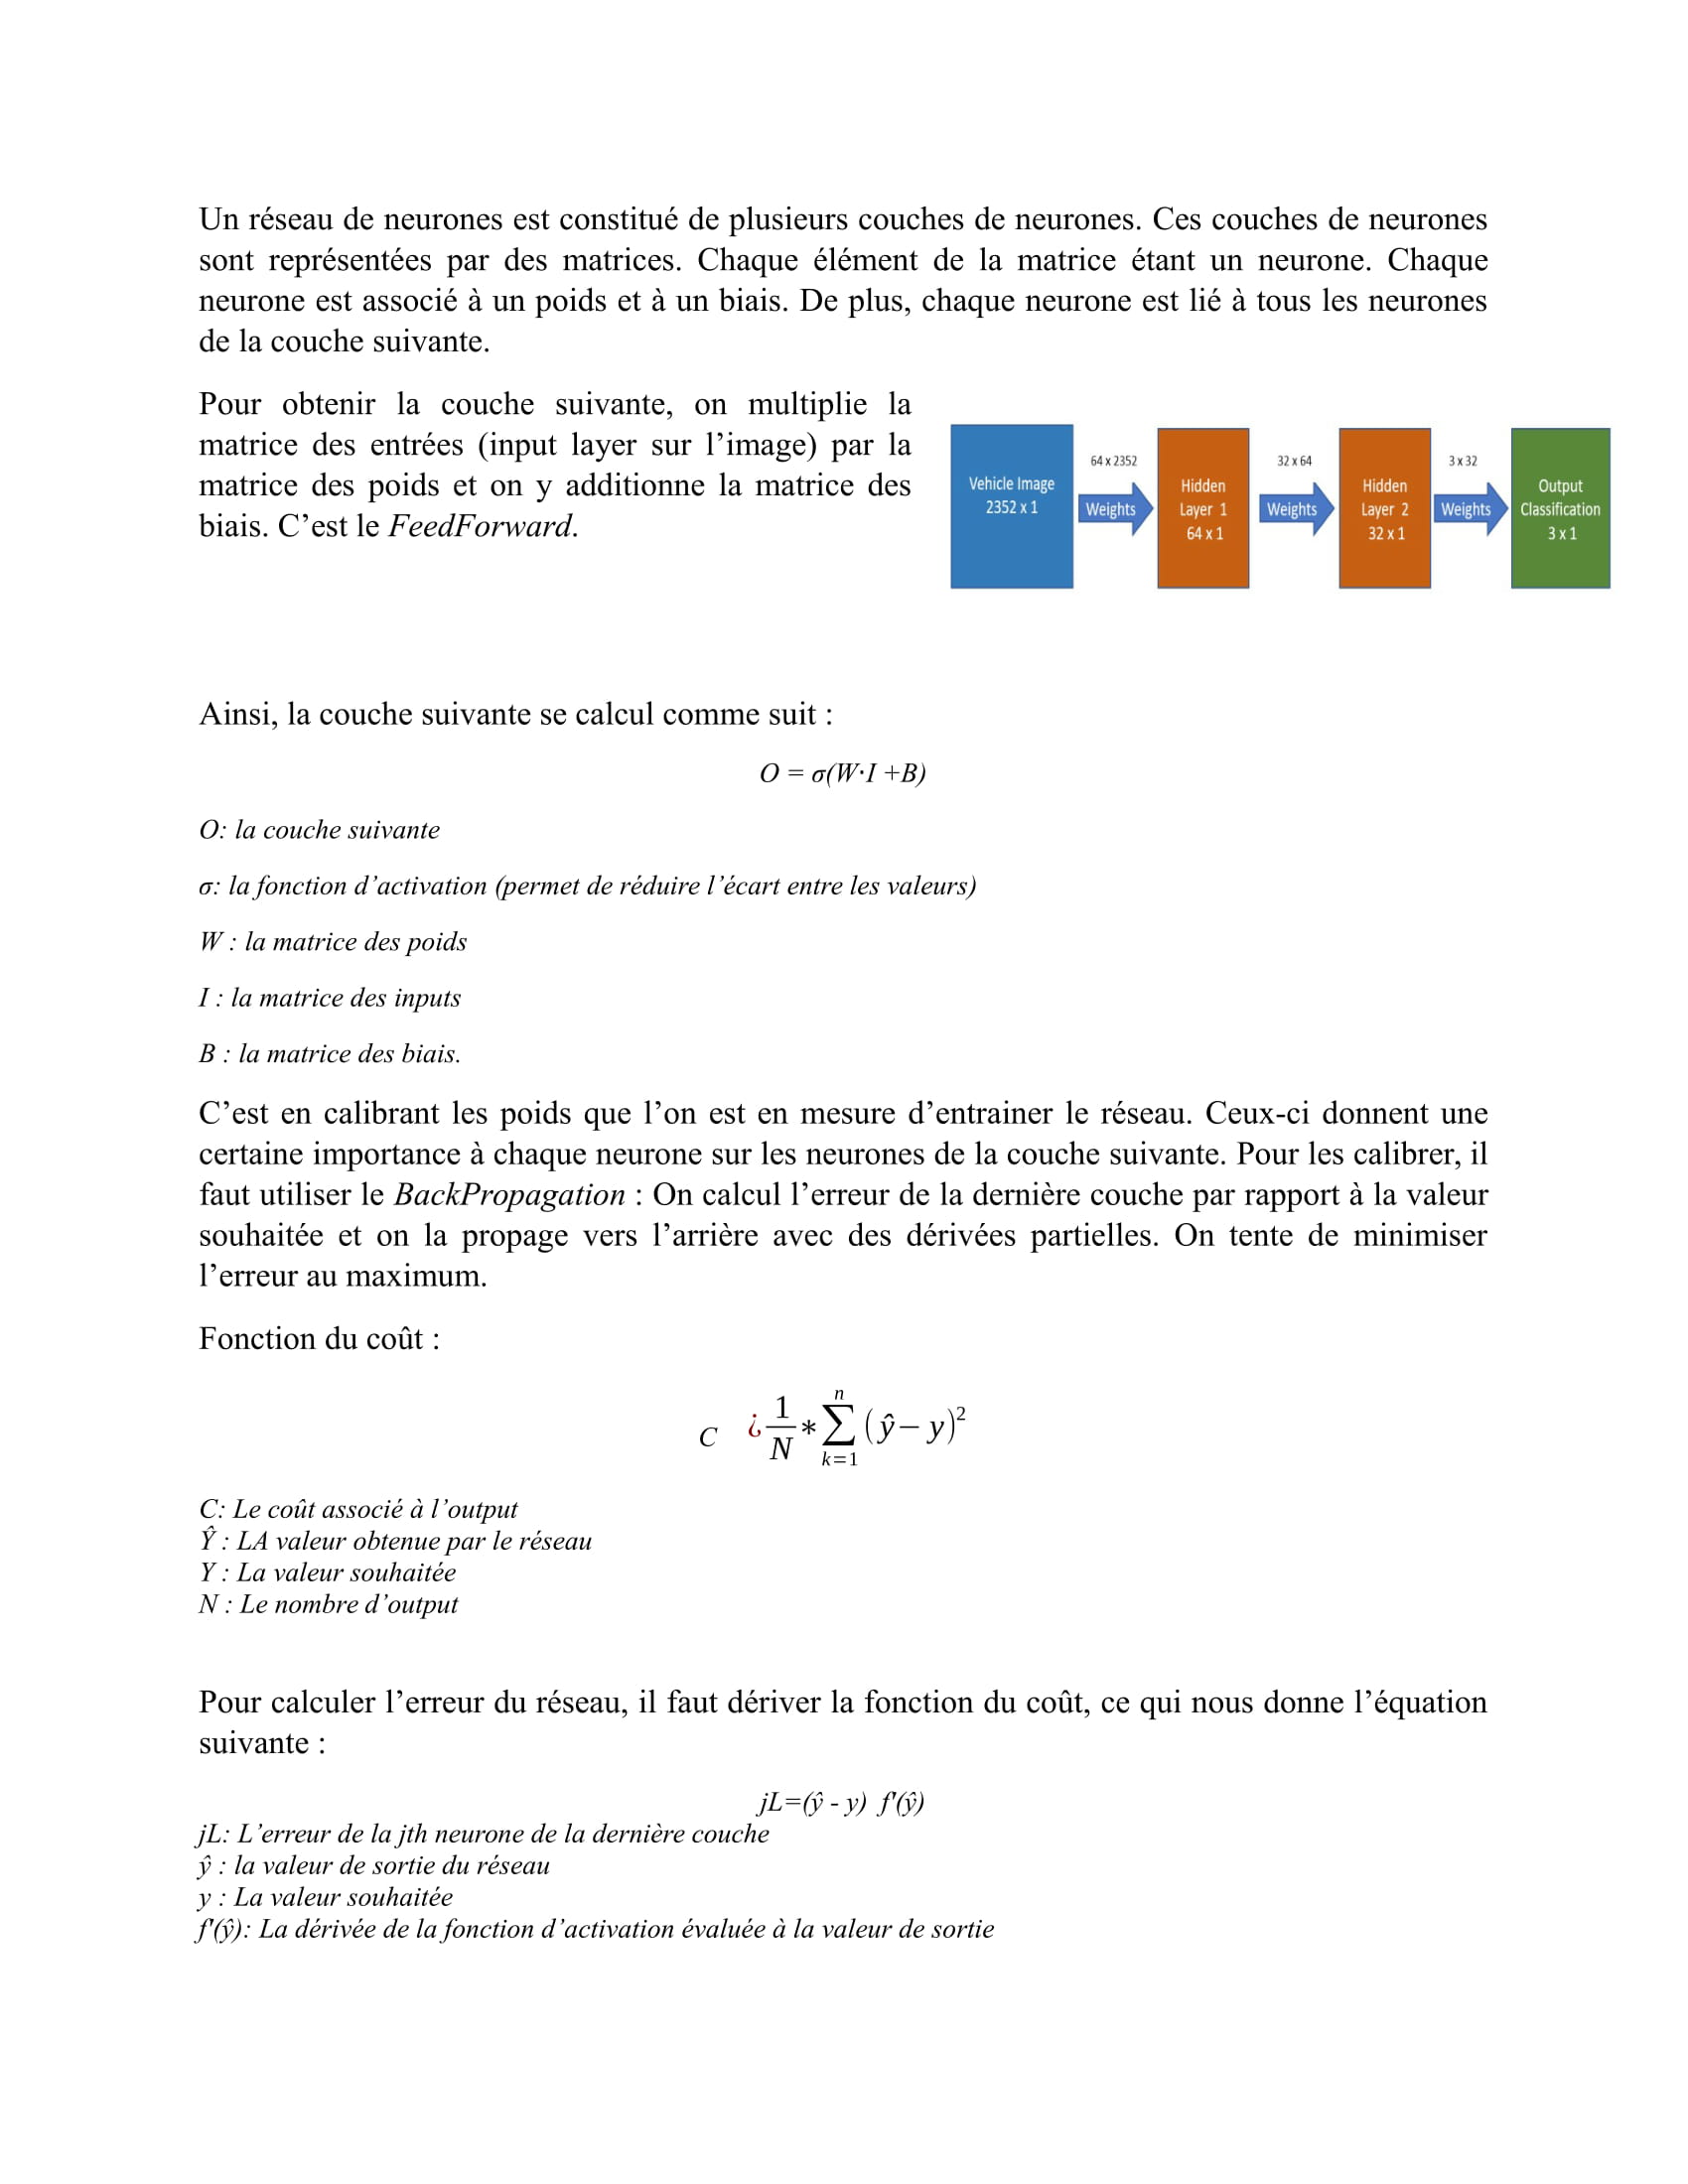 Un réseau de neurones est constitué de plusieurs couches de neurones. Ces couches de neurones
sont représentées par des matrices. Chaque élément de la matrice étant un neurone. Chaque
neurone est associé à un poids et à un biais. De plus, chaque neurone est lié à tous les neurones
de la couche suivante.
Pour obtenir la couche suivante, on multiplie la
matrice des entrées (input layer sur l’image) par la
matrice des poids et on y additionne la matrice des
biais. C’est le FeedForward.
Vehicle Image
2352 x 1
64 x 2352
Weights
Hidden
Layer 1
64 x 1
32 x 64
Weights
Hidden
Layer 2
32 x 1
3 x 32
Weights
Output
Classification
3 x 1
Ainsi, la couche suivante se calcul comme suit :
O = σ(W·I +B)
O: la couche suivante
σ: la fonction d’activation (permet de réduire l’écart entre les valeurs)
W : la matrice des poids
I : la matrice des inputs
B : la matrice des biais.
C’est en calibrant les poids que l’on est en mesure d’entrainer le réseau. Ceux-ci donnent une
certaine importance à chaque neurone sur les neurones de la couche suivante. Pour les calibrer, il
faut utiliser le BackPropagation : On calcul l’erreur de la dernière couche par rapport à la valeur
souhaitée et on la propage vers l’arrière avec des dérivées partielles. On tente de minimiser
l’erreur au maximum.
Fonction du coût :
C ¿ 1/N * ∑_{k=1}^{n} (ŷ − y)²
C: Le coût associé à l’output
Ŷ : LA valeur obtenue par le réseau
Y : La valeur souhaitée
N : Le nombre d’output
Pour calculer l’erreur du réseau, il faut dériver la fonction du coût, ce qui nous donne l’équation
suivante :
jL=(ŷ - y) f'(ŷ)
jL: L’erreur de la jth neurone de la dernière couche
ŷ : la valeur de sortie du réseau
y : La valeur souhaitée
f'(ŷ): La dérivée de la fonction d’activation évaluée à la valeur de sortie